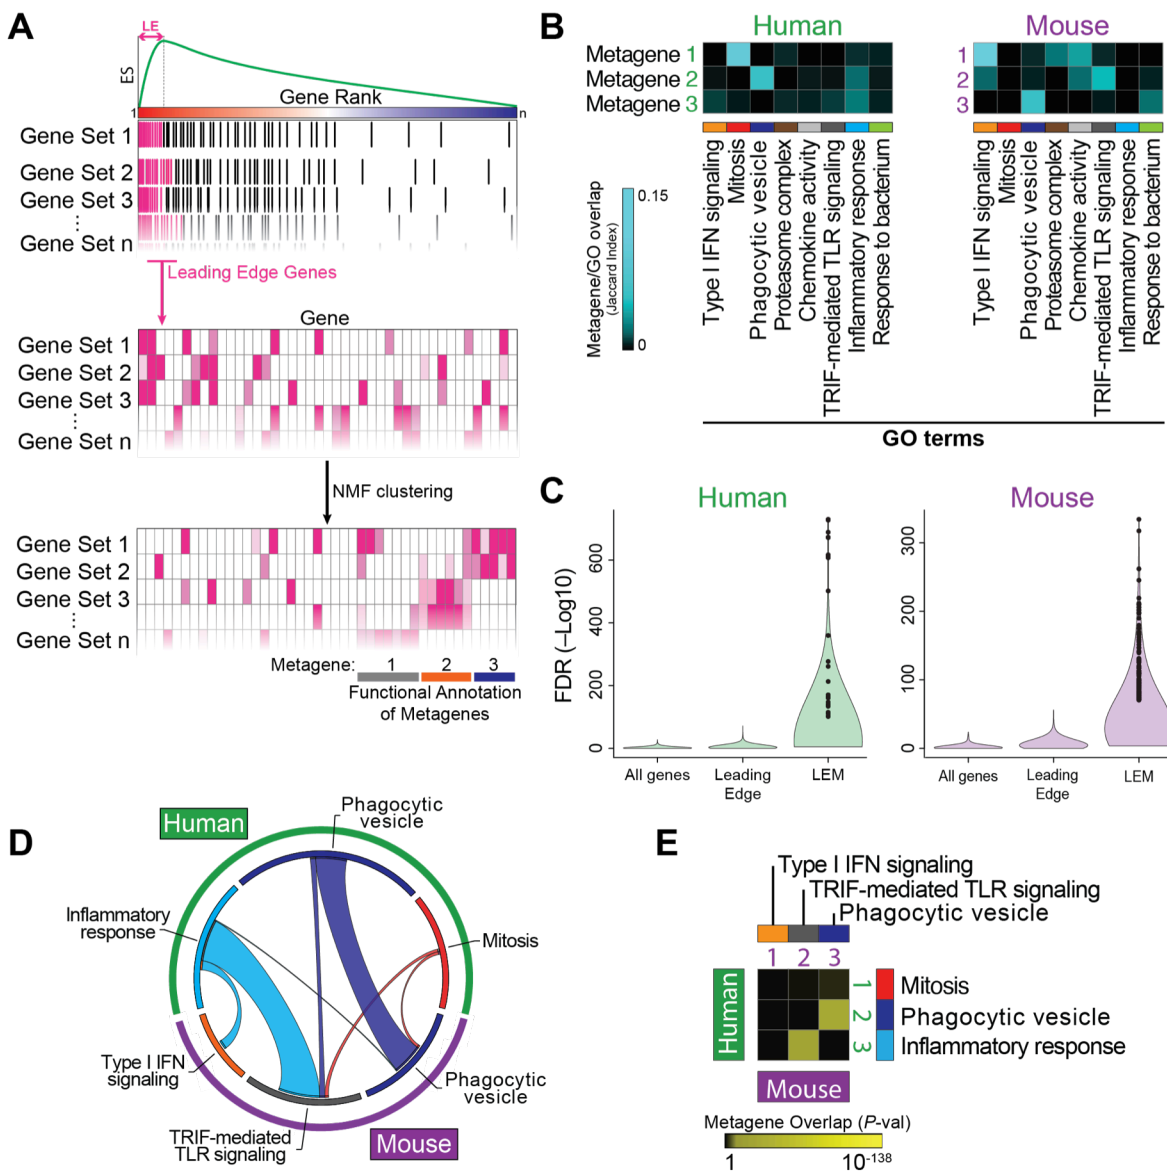 A
LE
ES
Gene Rank
1
n
Gene Set 1
Gene Set 2
Gene Set 3
⋮
Gene Set n
Leading Edge Genes
Gene
Gene Set 1
Gene Set 2
Gene Set 3
⋮
Gene Set n
NMF clustering
Gene Set 1
Gene Set 2
Gene Set 3
⋮
Gene Set n
Metagene: 1 2 3
Functional Annotation
of Metagenes
B
Human
Mouse
Metagene 1
Metagene 2
Metagene 3
1
2
3
Metagene/GO overlap
(Jaccard Index)
0.15
0
Type I IFN signaling
Mitosis
Phagocytic vesicle
Proteasome complex
Chemokine activity
TRIF-mediated TLR signaling
Inflammatory response
Response to bacterium
Type I IFN signaling
Mitosis
Phagocytic vesicle
Proteasome complex
Chemokine activity
TRIF-mediated TLR signaling
Inflammatory response
Response to bacterium
GO terms
C
Human
Mouse
FDR (–Log10)
600
400
200
0
All genes
Leading
Edge
LEM
300
200
100
0
All genes
Leading
Edge
LEM
D
Human
Phagocytic
vesicle
Inflammatory
response
Mitosis
Type I IFN
signaling
Phagocytic
vesicle
TRIF-mediated
TLR signaling
Mouse
E
Type I IFN signaling
TRIF-mediated TLR signaling
Phagocytic vesicle
1 2 3
Human
1 Mitosis
2 Phagocytic vesicle
3 Inflammatory response
Mouse
Metagene Overlap (P-val)
1
10-138